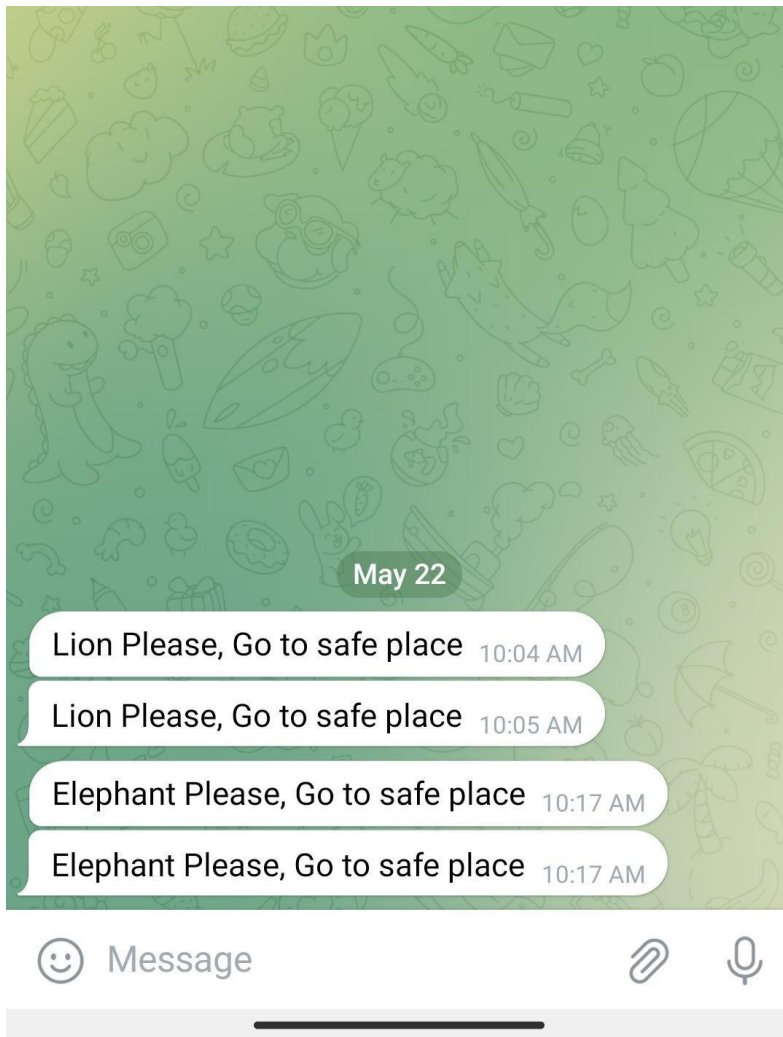 May 22
Lion Please, Go to safe place 10:04 AM
Lion Please, Go to safe place 10:05 AM
Elephant Please, Go to safe place 10:17 AM
Elephant Please, Go to safe place 10:17 AM
Message